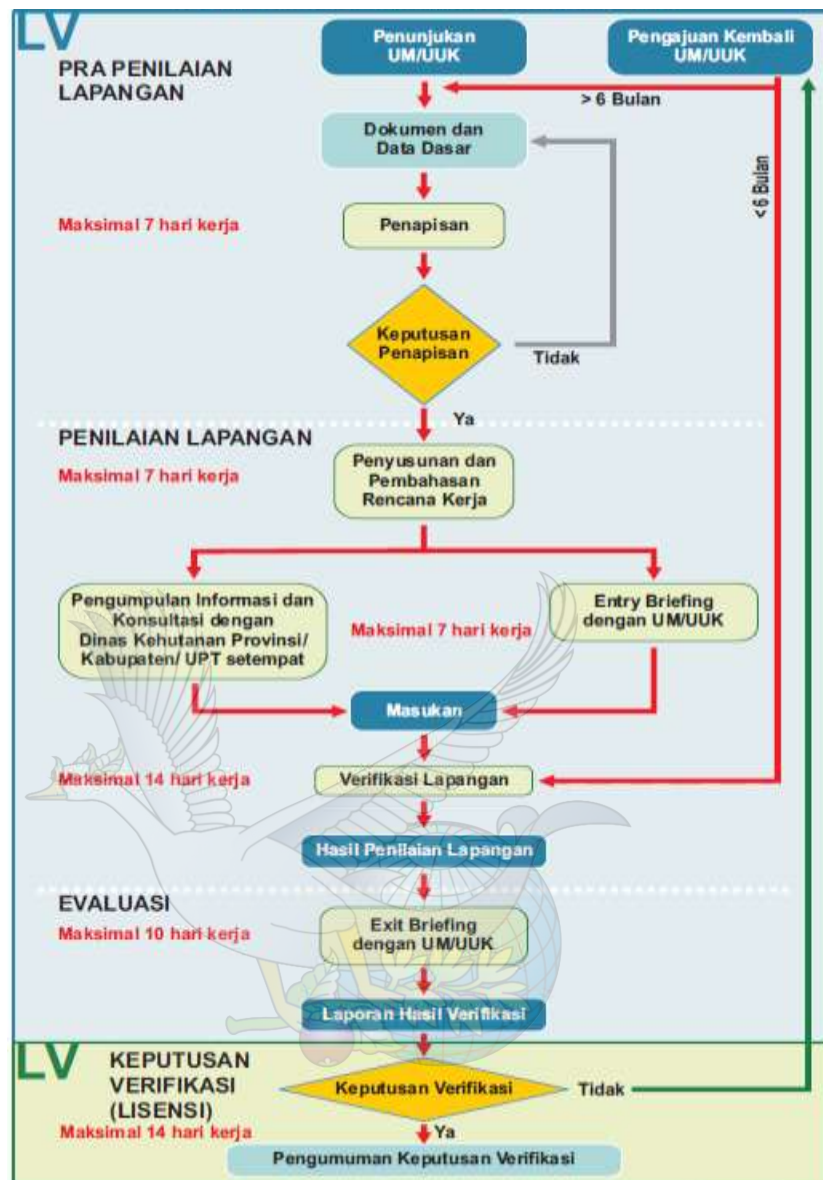 LV
Penunjukan
UM/UUK
Pengajuan Kembali
UM/UUK
PRA PENILAIAN
LAPANGAN
> 6 Bulan
Dokumen dan
Data Dasar
< 6 Bulan
Maksimal 7 hari kerja
Penapisan
Keputusan
Penapisan
Tidak
Ya
PENILAIAN LAPANGAN
Maksimal 7 hari kerja
Penyusunan dan
Pembahasan
Rencana Kerja
Pengumpulan Informasi dan
Konsultasi dengan
Dinas Kehutanan Provinsi/
Kabupaten/ UPT setempat
Maksimal 7 hari kerja
Entry Briefing
dengan UM/UUK
Masukan
Maksimal 14 hari kerja
Verifikasi Lapangan
Hasil Penilaian Lapangan
EVALUASI
Maksimal 10 hari kerja
Exit Briefing
dengan UM/UUK
Laporan Hasil Verifikasi
LV
KEPUTUSAN
VERIFIKASI
(LISENSI)
Maksimal 14 hari kerja
Keputusan Verifikasi
Tidak
Ya
Pengumuman Keputusan Verifikasi